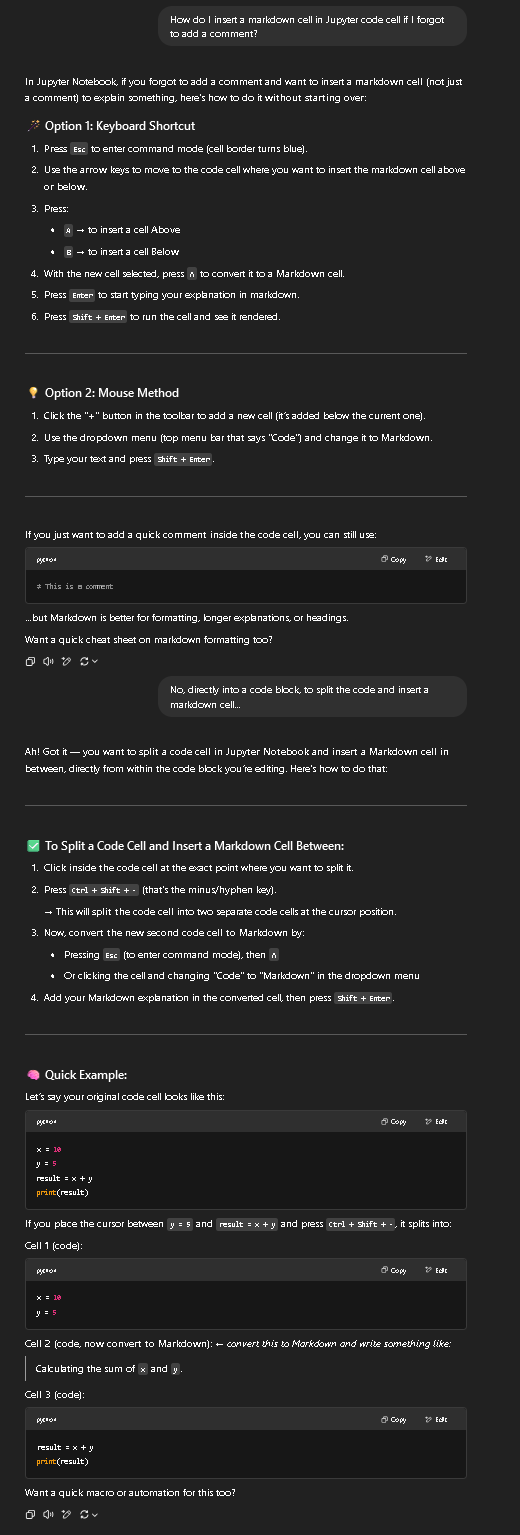 How do I insert a markdown cell in Jupyter code cell if I forgot
to add a comment?
In Jupyter Notebook, if you forgot to add a comment and want to insert a markdown cell (not just
a comment) to explain something, here's how to do it without starting over:
🪄 Option 1: Keyboard Shortcut
1. Press Esc to enter command mode (cell border turns blue).
2. Use the arrow keys to move to the code cell where you want to insert the markdown cell above
or below.
3. Press:
• A → to insert a cell Above
• B → to insert a cell Below
4. With the new cell selected, press to convert it to a Markdown cell.
5. Press Enter to start typing your explanation in markdown.
6. Press Shift + Enter to run the cell and see it rendered.
💡 Option 2: Mouse Method
1. Click the "+" button in the toolbar to add a new cell (it's added below the current one).
2. Use the dropdown menu (top menu bar that says "Code") and change it to Markdown.
3. Type your text and press Shift + Enter.
If you just want to add a quick comment inside the code cell, you can still use:
python Copy Edit
# This is a comment
...but Markdown is better for formatting, longer explanations, or headings.
Want a quick cheat sheet on markdown formatting too?
No, directly into a code block, to split the code and insert a
markdown cell...
Ah! Got it — you want to split a code cell in Jupyter Notebook and insert a Markdown cell in
between, directly from within the code block you're editing. Here's how to do that:
✅ To Split a Code Cell and Insert a Markdown Cell Between:
1. Click inside the code cell at the exact point where you want to split it.
2. Press Ctrl + Shift + - (that's the minus/hyphen key).
→ This will split the code cell into two separate code cells at the cursor position.
3. Now, convert the new second code cell to Markdown by:
• Pressing Esc (to enter command mode), then
• Or clicking the cell and changing "Code" to "Markdown" in the dropdown menu
4. Add your Markdown explanation in the converted cell, then press Shift + Enter.
🧠 Quick Example:
Let's say your original code cell looks like this:
python Copy Edit
x = 10
y = 5
result = x + y
print(result)
If you place the cursor between y = 5 and result = x + y and press Ctrl + Shift + -, it splits into:
Cell 1 (code):
python Copy Edit
x = 10
y = 5
Cell 2 (code, now convert to Markdown): ← convert this to Markdown and write something like:
Calculating the sum of x and y.
Cell 3 (code):
python Copy Edit
result = x + y
print(result)
Want a quick macro or automation for this too?